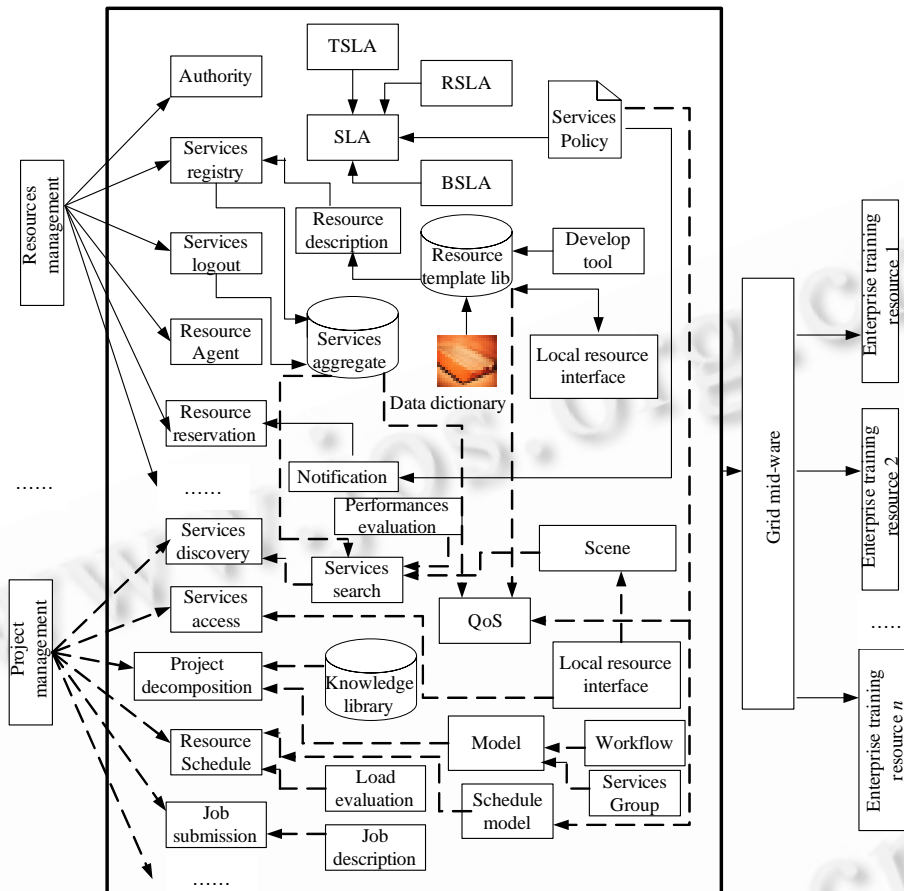 TSLA
RSLA
Authority
Services
Policy
SLA
Services
registry
BSLA
Resources
management
Resource
description
Services
logout
Resource
template lib
Develop
tool
Enterprise training
resource 1
Services
aggregate
Resource
Agent
Local resource
interface
Data dictionary
Resource
reservation
Notification
Enterprise training
resource 2
Grid mid-ware
……
……
Performances
evaluation
Services
discovery
Scene
Services
search
Services
access
QoS
……
Project
management
Project
decomposition
Knowledge
library
Local resource
interface
Enterprise training
resource n
Resource
Schedule
Model
Workflow
Load
evaluation
Services
Group
Schedule
model
Job
submission
Job
description
……
……